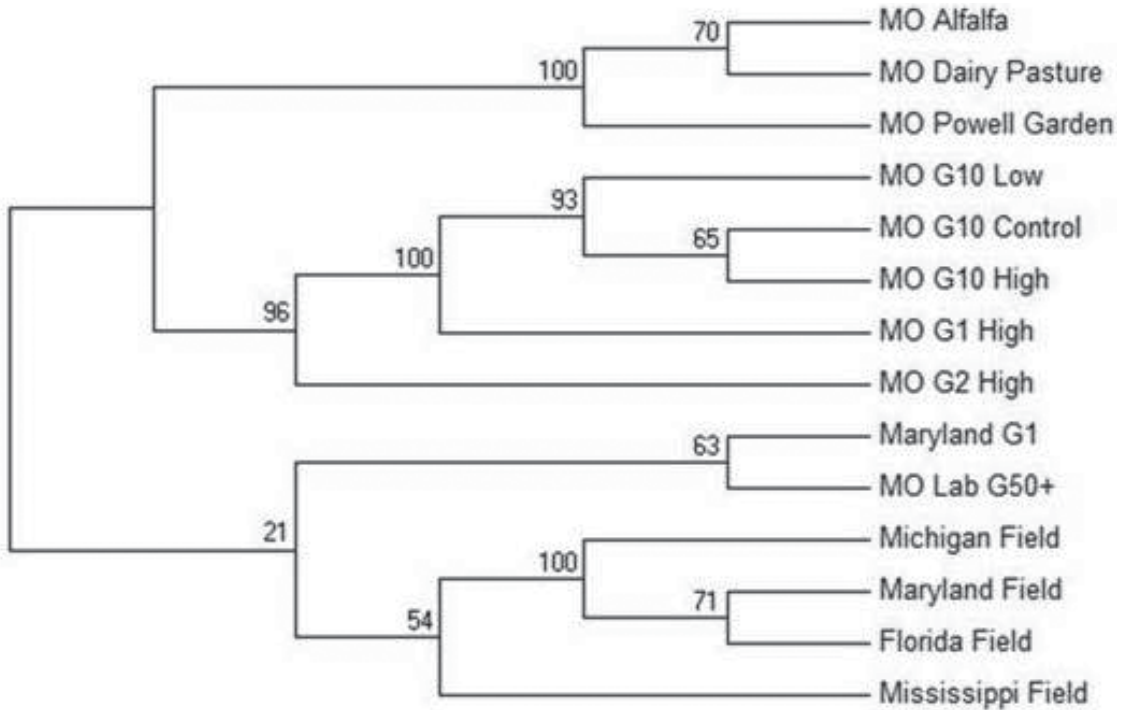 70
MO Alfalfa
MO Dairy Pasture
100
MO Powell Garden
MO G10 Low
93
MO G10 Control
65
MO G10 High
100
MO G1 High
96
MO G2 High
Maryland G1
63
MO Lab G50+
21
Michigan Field
100
Maryland Field
71
Florida Field
54
Mississippi Field